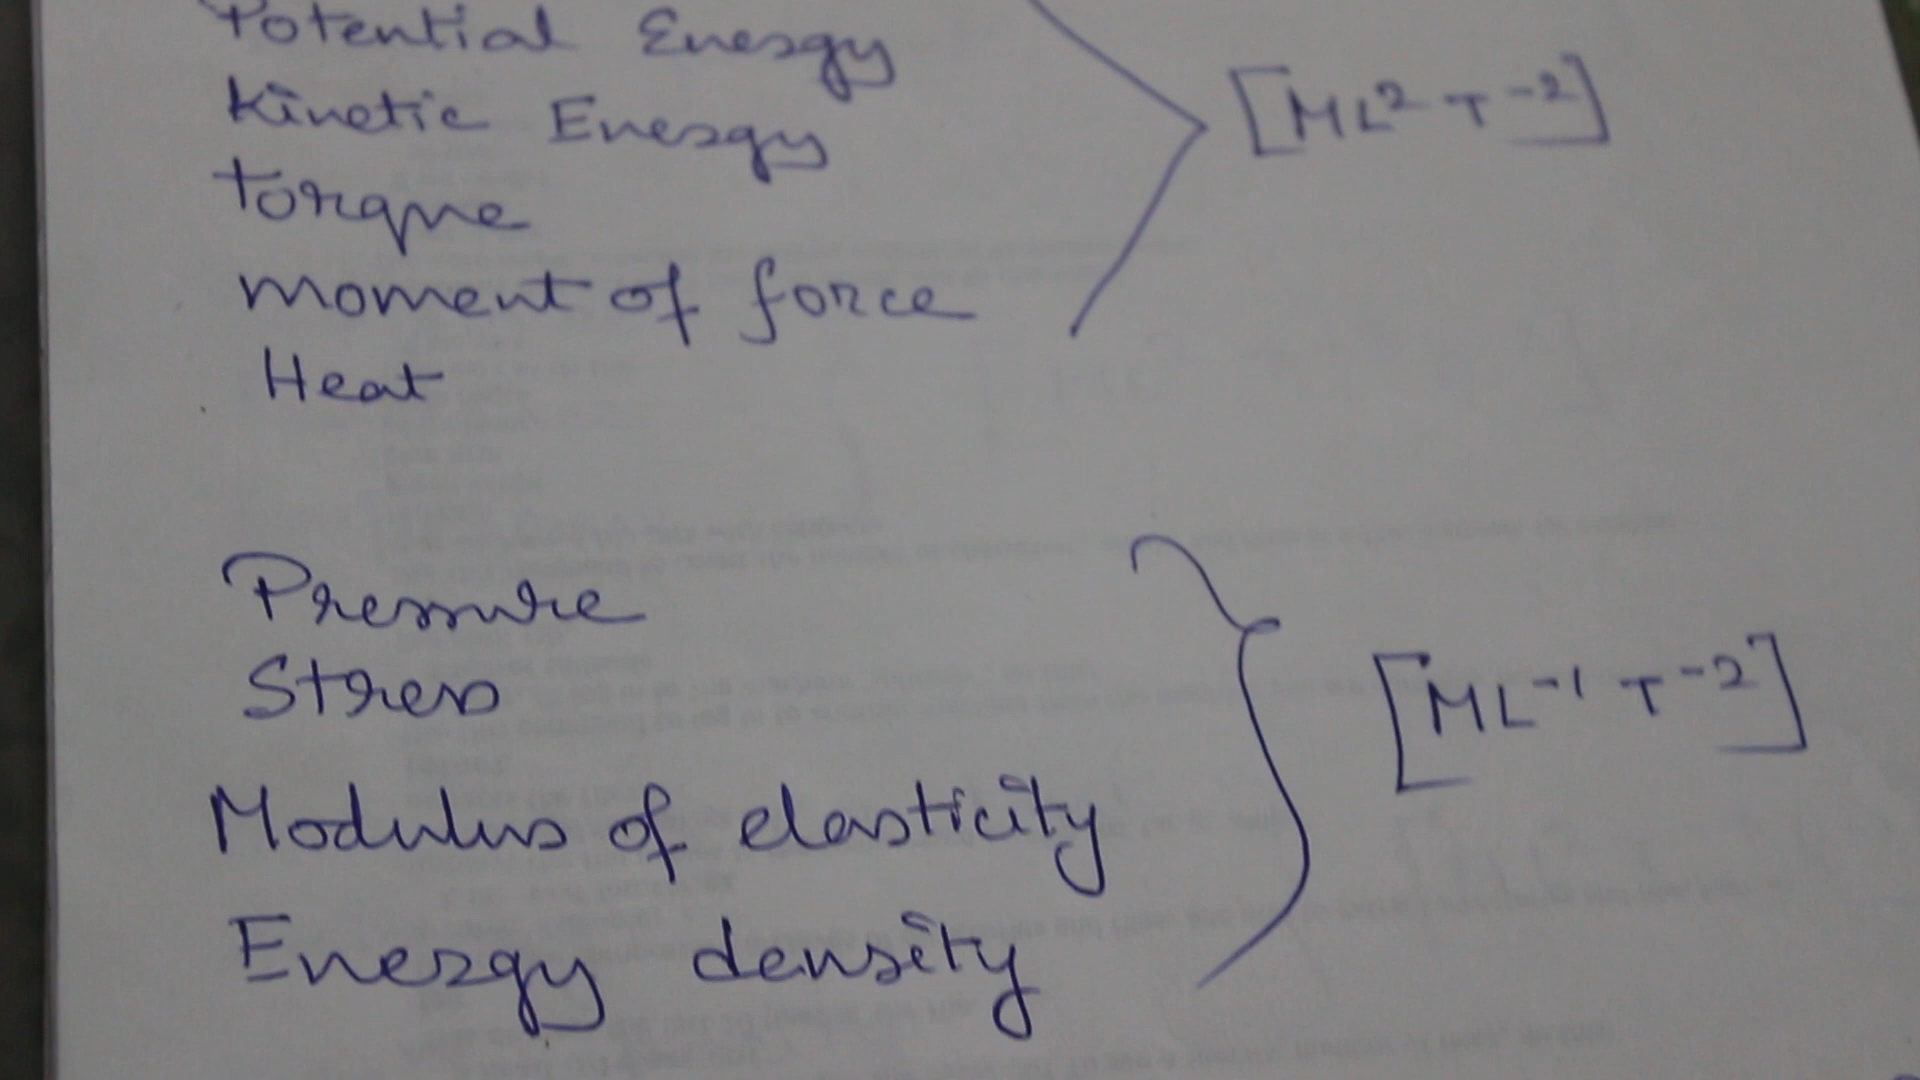 Potential Energy
Kinetic Energy
torque
moment of force
[ML² T⁻²]
Heat
Pressure
Stress
Modulus of elasticity
Energy density
[ML⁻¹ T⁻²]